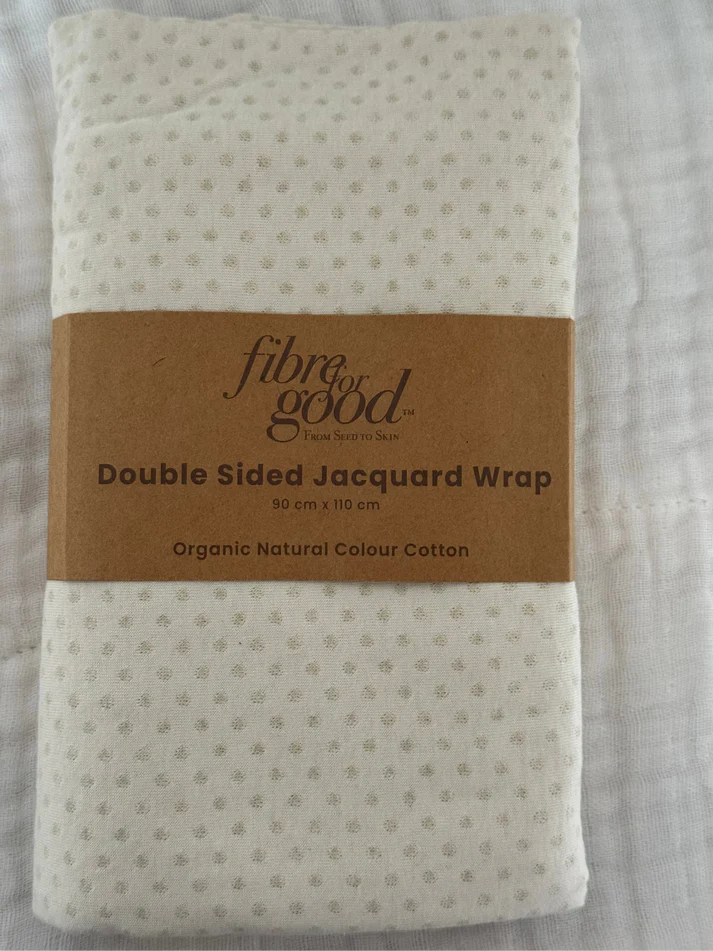 fibre for
good™
From Seed to Skin
Double Sided Jacquard Wrap
90 cm x 110 cm
Organic Natural Colour Cotton